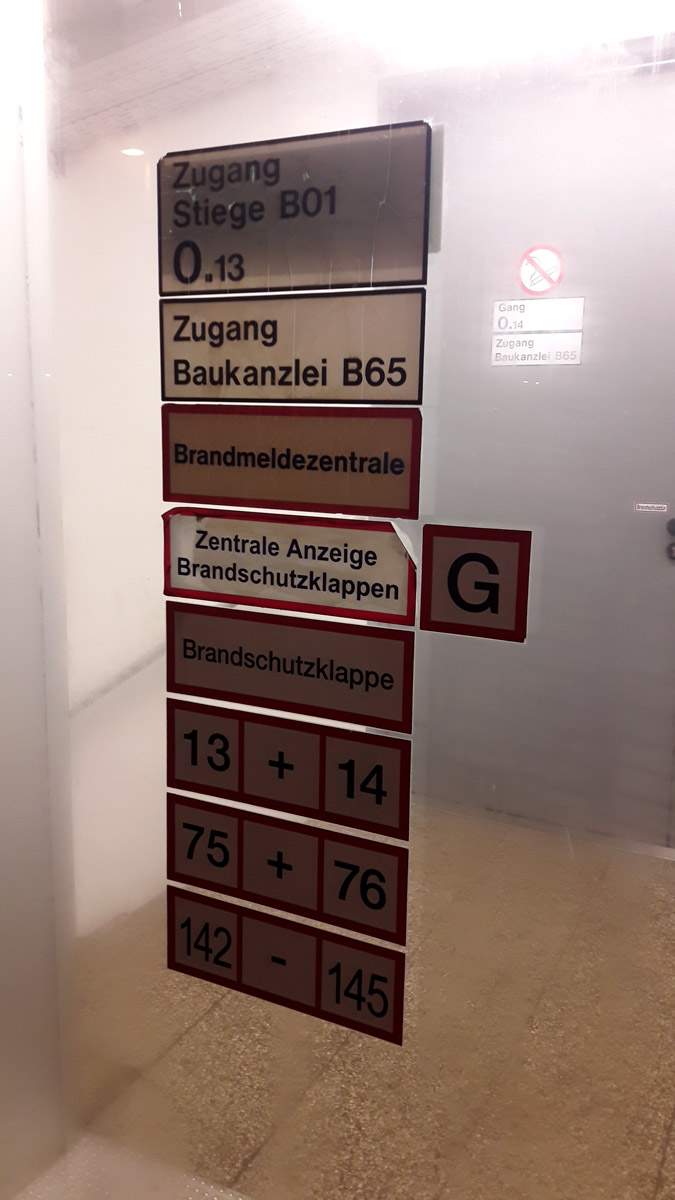 Zugang
Stiege B01
0.13
Zugang
Baukanzlei B65
Brandmeldezentrale
Zentrale Anzeige
Brandschutzklappen
G
Brandschutzklappe
13 + 14
75 + 76
142 - 145
Gang
0.14
Zugang
Baukanzlei B65